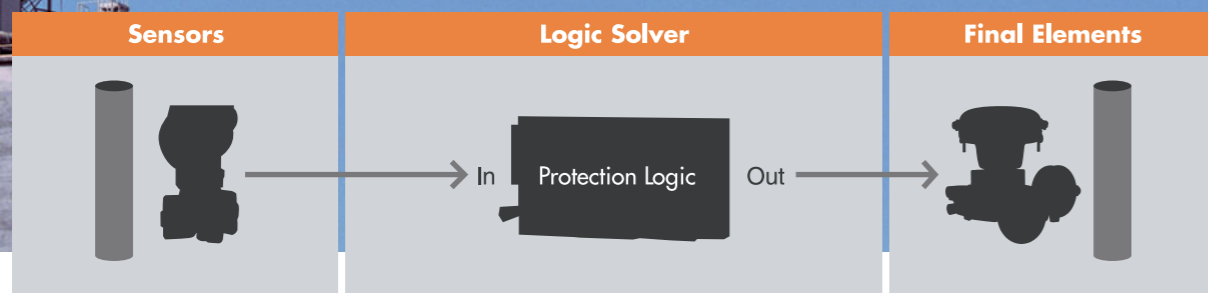 Sensors
Logic Solver
Final Elements
In
Protection Logic
Out